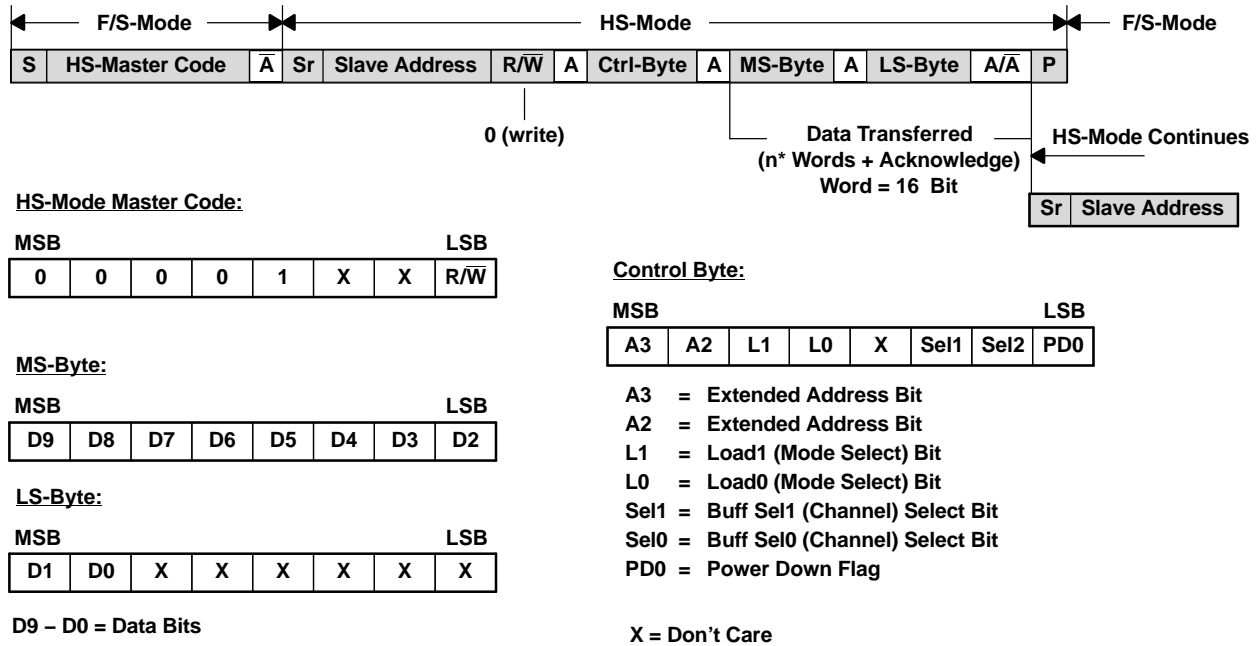 F/S-Mode HS-Mode F/S-Mode
S HS-Master Code A̅ Sr Slave Address R/W̅ A Ctrl-Byte A MS-Byte A LS-Byte A/A̅ P
0 (write)
Data Transferred
(n* Words + Acknowledge)
Word = 16 Bit
HS-Mode Continues
Sr Slave Address
HS-Mode Master Code:
MSB LSB
0 0 0 0 1 X X R/W̅
MS-Byte:
MSB LSB
D9 D8 D7 D6 D5 D4 D3 D2
LS-Byte:
MSB LSB
D1 D0 X X X X X X
D9 – D0 = Data Bits
Control Byte:
MSB LSB
A3 A2 L1 L0 X Sel1 Sel2 PD0
A3 = Extended Address Bit
A2 = Extended Address Bit
L1 = Load1 (Mode Select) Bit
L0 = Load0 (Mode Select) Bit
Sel1 = Buff Sel1 (Channel) Select Bit
Sel0 = Buff Sel0 (Channel) Select Bit
PD0 = Power Down Flag
X = Don't Care